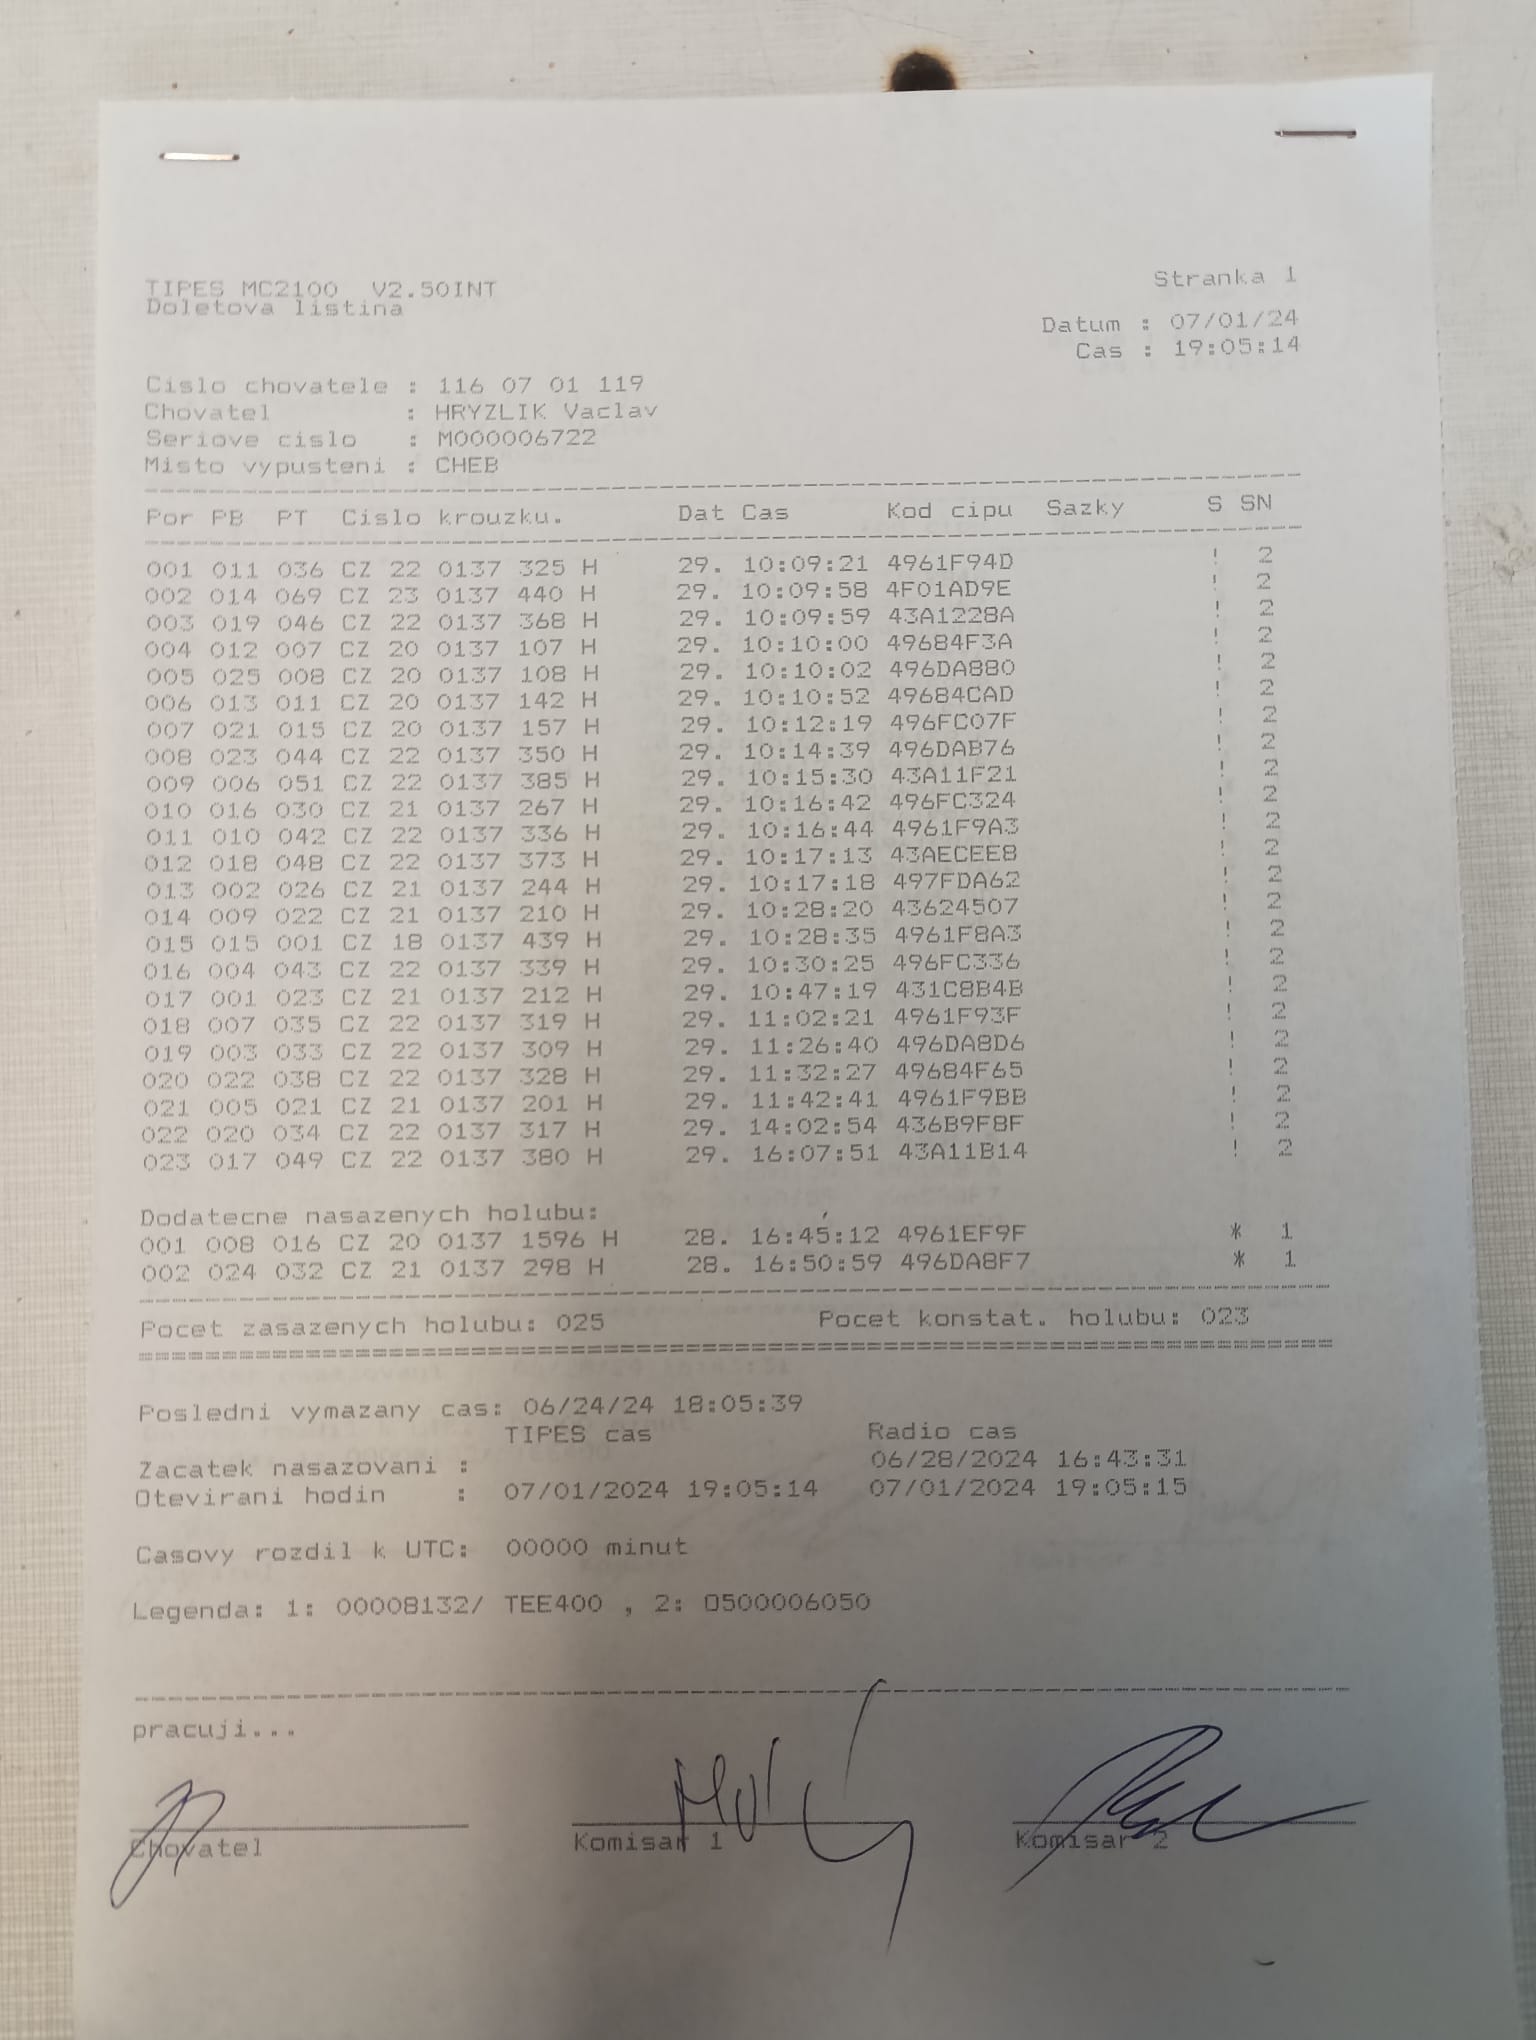 TIPES MC2100 V2.50INT
Stranka 1
Doletova listina
Datum : 07/01/24
Cas : 19:05:14
Cislo chovatele : 116 07 01 119
Chovatel : HRYZLIK Vaclav
Seriove cislo : M000006722
Misto vypusteni : CHEB
Por PB PT Cislo krouzku. Dat Cas Kod cipu Sazky S SN
001 011 036 CZ 22 0137 325 H 29. 10:09:21 4961F94D ! 2
002 014 069 CZ 23 0137 440 H 29. 10:09:58 4F01AD9E ! 2
003 019 046 CZ 22 0137 368 H 29. 10:09:59 43A1228A ! 2
004 012 007 CZ 20 0137 107 H 29. 10:10:00 49684F3A ! 2
005 025 008 CZ 20 0137 108 H 29. 10:10:02 496DA880 ! 2
006 013 011 CZ 20 0137 142 H 29. 10:10:52 49684CAD ! 2
007 021 015 CZ 20 0137 157 H 29. 10:12:19 496FC07F ! 2
008 023 044 CZ 22 0137 350 H 29. 10:14:39 496DAB76 ! 2
009 006 051 CZ 22 0137 385 H 29. 10:15:30 43A11F21 ! 2
010 016 030 CZ 21 0137 267 H 29. 10:16:42 496FC324 ! 2
011 010 042 CZ 22 0137 336 H 29. 10:16:44 4961F9A3 ! 2
012 018 048 CZ 22 0137 373 H 29. 10:17:13 43AECEE8 ! 2
013 002 026 CZ 21 0137 244 H 29. 10:17:18 497FDA62 ! 2
014 009 022 CZ 21 0137 210 H 29. 10:28:20 43624507 ! 2
015 015 001 CZ 18 0137 439 H 29. 10:28:35 4961F8A3 ! 2
016 004 043 CZ 22 0137 339 H 29. 10:30:25 496FC336 ! 2
017 001 023 CZ 21 0137 212 H 29. 10:47:19 431C8B4B ! 2
018 007 035 CZ 22 0137 319 H 29. 11:02:21 4961F93F ! 2
019 003 033 CZ 22 0137 309 H 29. 11:26:40 496DA8D6 ! 2
020 022 038 CZ 22 0137 328 H 29. 11:32:27 49684F65 ! 2
021 005 021 CZ 21 0137 201 H 29. 11:42:41 4961F9BB ! 2
022 020 034 CZ 22 0137 317 H 29. 14:02:54 436B9F8F ! 2
023 017 049 CZ 22 0137 380 H 29. 16:07:51 43A11B14 ! 2
Dodatecne nasazenych holubu:
001 008 016 CZ 20 0137 1596 H 28. 16:45:12 4961EF9F * 1
002 024 032 CZ 21 0137 298 H 28. 16:50:59 496DA8F7 * 1
Pocet zasazenych holubu: 025 Pocet konstat. holubu: 023
Posledni vymazany cas: 06/24/24 18:05:39
TIPES cas Radio cas
Zacatek nasazovani : 06/28/2024 16:43:31
Otevirani hodin : 07/01/2024 19:05:14 07/01/2024 19:05:15
Casovy rozdil k UTC: 00000 minut
Legenda: 1: 00008132/ TEE400 , 2: 0500006050
pracuji...
Chovatel Komisar 1 Komisar 2